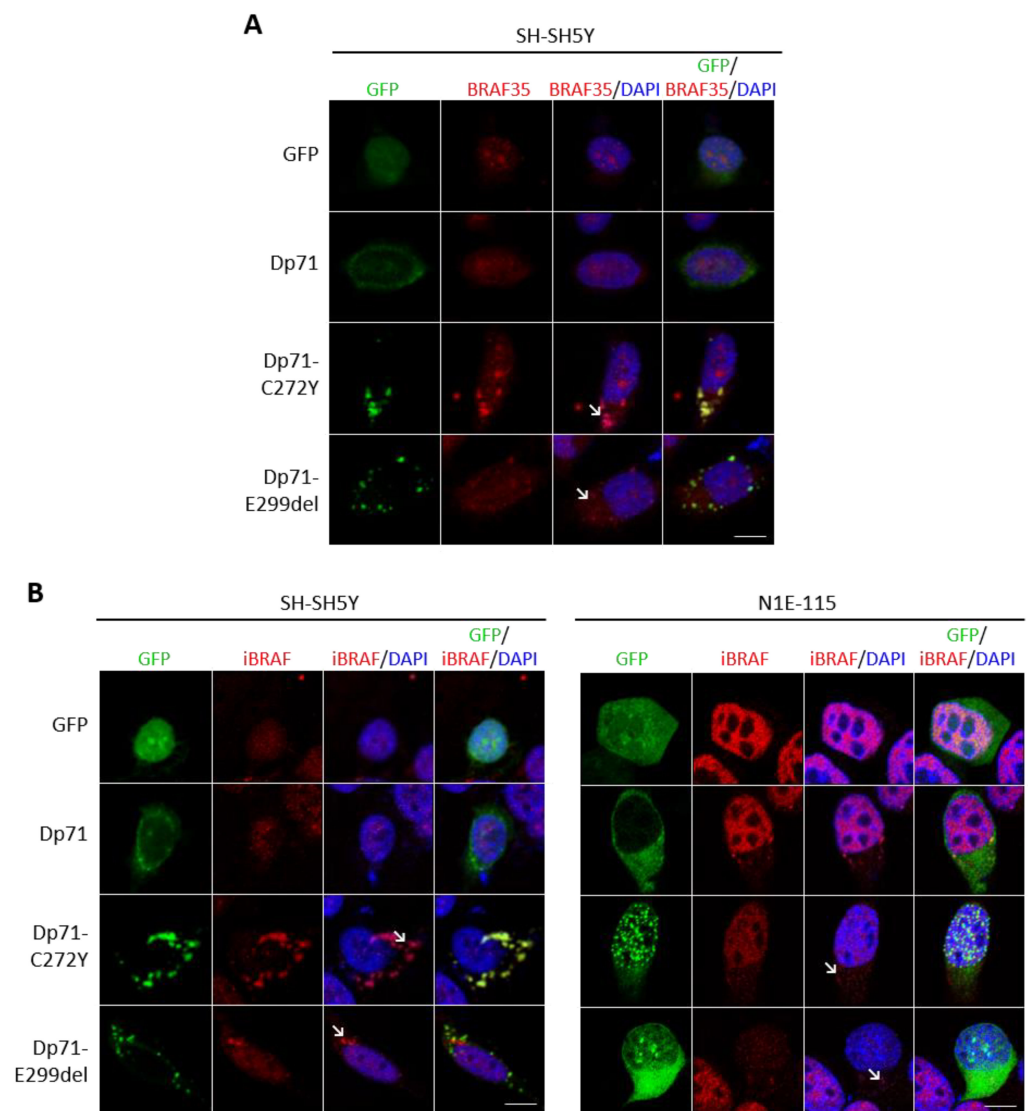 A
SH-SH5Y
GFP/
GFP BRAF35 BRAF35/DAPI BRAF35/DAPI
GFP
Dp71
Dp71-
C272Y
Dp71-
E299del
B
SH-SH5Y
GFP/
GFP iBRAF iBRAF/DAPI iBRAF/DAPI
GFP
Dp71
Dp71-
C272Y
Dp71-
E299del
N1E-115
GFP/
GFP iBRAF iBRAF/DAPI iBRAF/DAPI